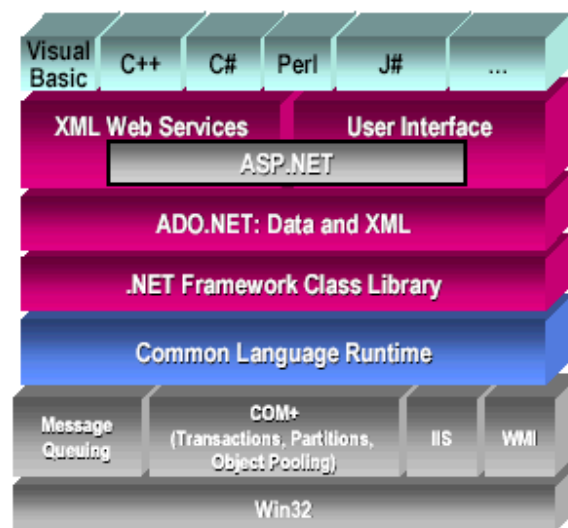 Visual
Basic
C++
C#
Perl
J#
...
XML Web Services
User Interface
ASP.NET
ADO.NET: Data and XML
.NET Framework Class Library
Common Language Runtime
Message
Queuing
COM+
(Transactions, Partitions,
Object Pooling)
IIS
WMI
Win32